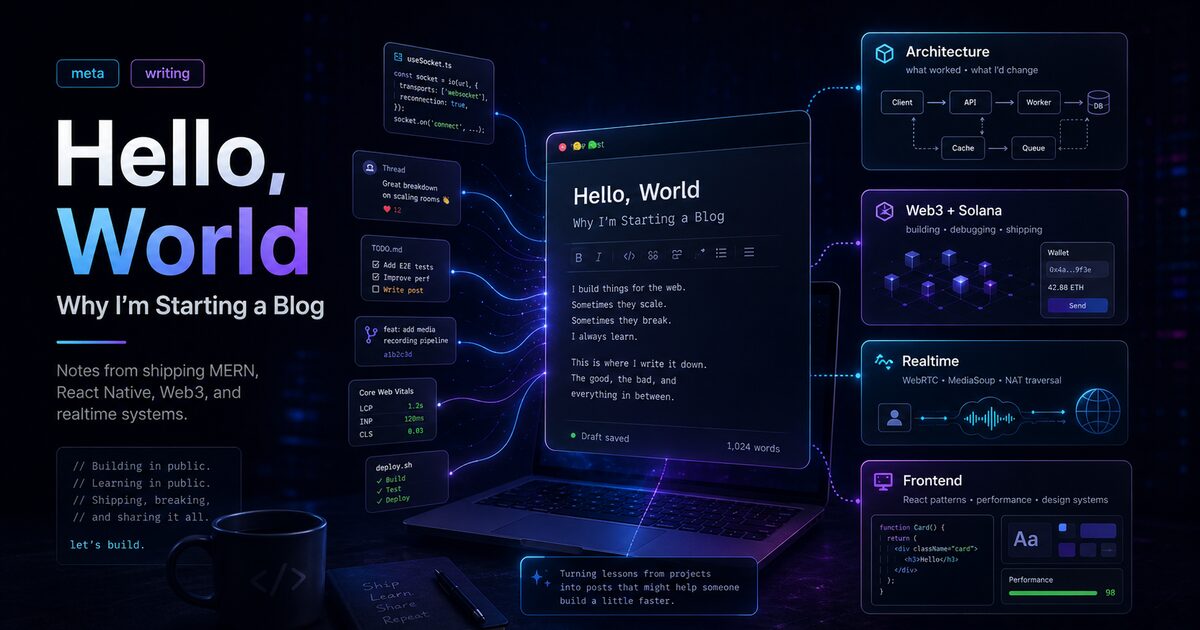 meta
writing
Hello,
World
Why I'm Starting a Blog
Notes from shipping MERN,
React Native, Web3, and
realtime systems.
// Building in public.
// Learning in public.
// Shipping, breaking,
// and sharing it all.
let's build.
</>
Ship
Learn
Share
Repeat
useSocket.ts
const socket = io(url, {
transports: ['websocket'],
reconnection: true,
});
socket.on('connect', ...);
Thread
Great breakdown
on scaling rooms 👏
❤️ 12
TODO.md
Add E2E tests
Improve perf
Write post
feat: add media
recording pipeline
a1b2c3d
Core Web Vitals
LCP 1.2s
INP 120ms
CLS 0.03
deploy.sh
✓ Build
✓ Test
✓ Deploy
Hello, World
Why I'm Starting a Blog
B I </>
I build things for the web.
Sometimes they scale.
Sometimes they break.
I always learn.
This is where I write it down.
The good, the bad, and
everything in between.
Draft saved
1,024 words
Turning lessons from projects
into posts that might help someone
build a little faster.
Architecture
what worked • what I'd change
Client
API
Worker
DB
Cache
Queue
Web3 + Solana
building • debugging • shipping
Wallet
0x4a...9f3e
42.88 ETH
Send
Realtime
WebRTC • MediaSoup • NAT traversal
Frontend
React patterns • performance • design systems
function Card() {
return (
<div className="card">
<h3>Hello</h3>
</div>
);
}
Aa
Performance
98